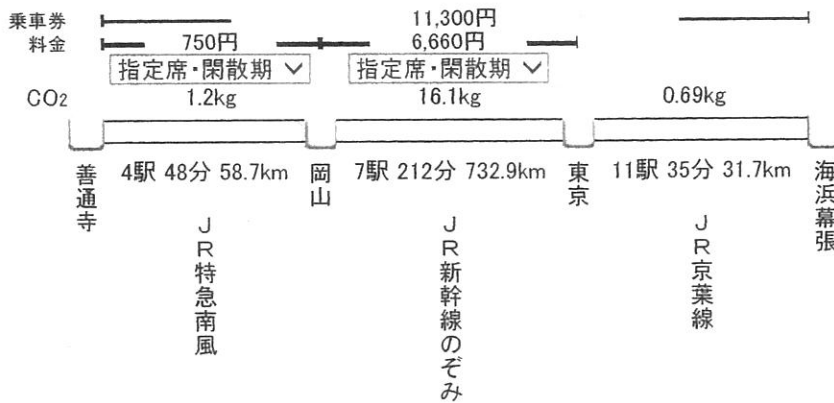 乗車券 11,300円
料金 750円 6,660円
指定席・閑散期 指定席・閑散期
CO2 1.2kg 16.1kg 0.69kg
善通寺 4駅 48分 58.7km 岡山 7駅 212分 732.9km 東京 11駅 35分 31.7km 海浜幕張
JR特急南風 JR新幹線のぞみ JR京葉線